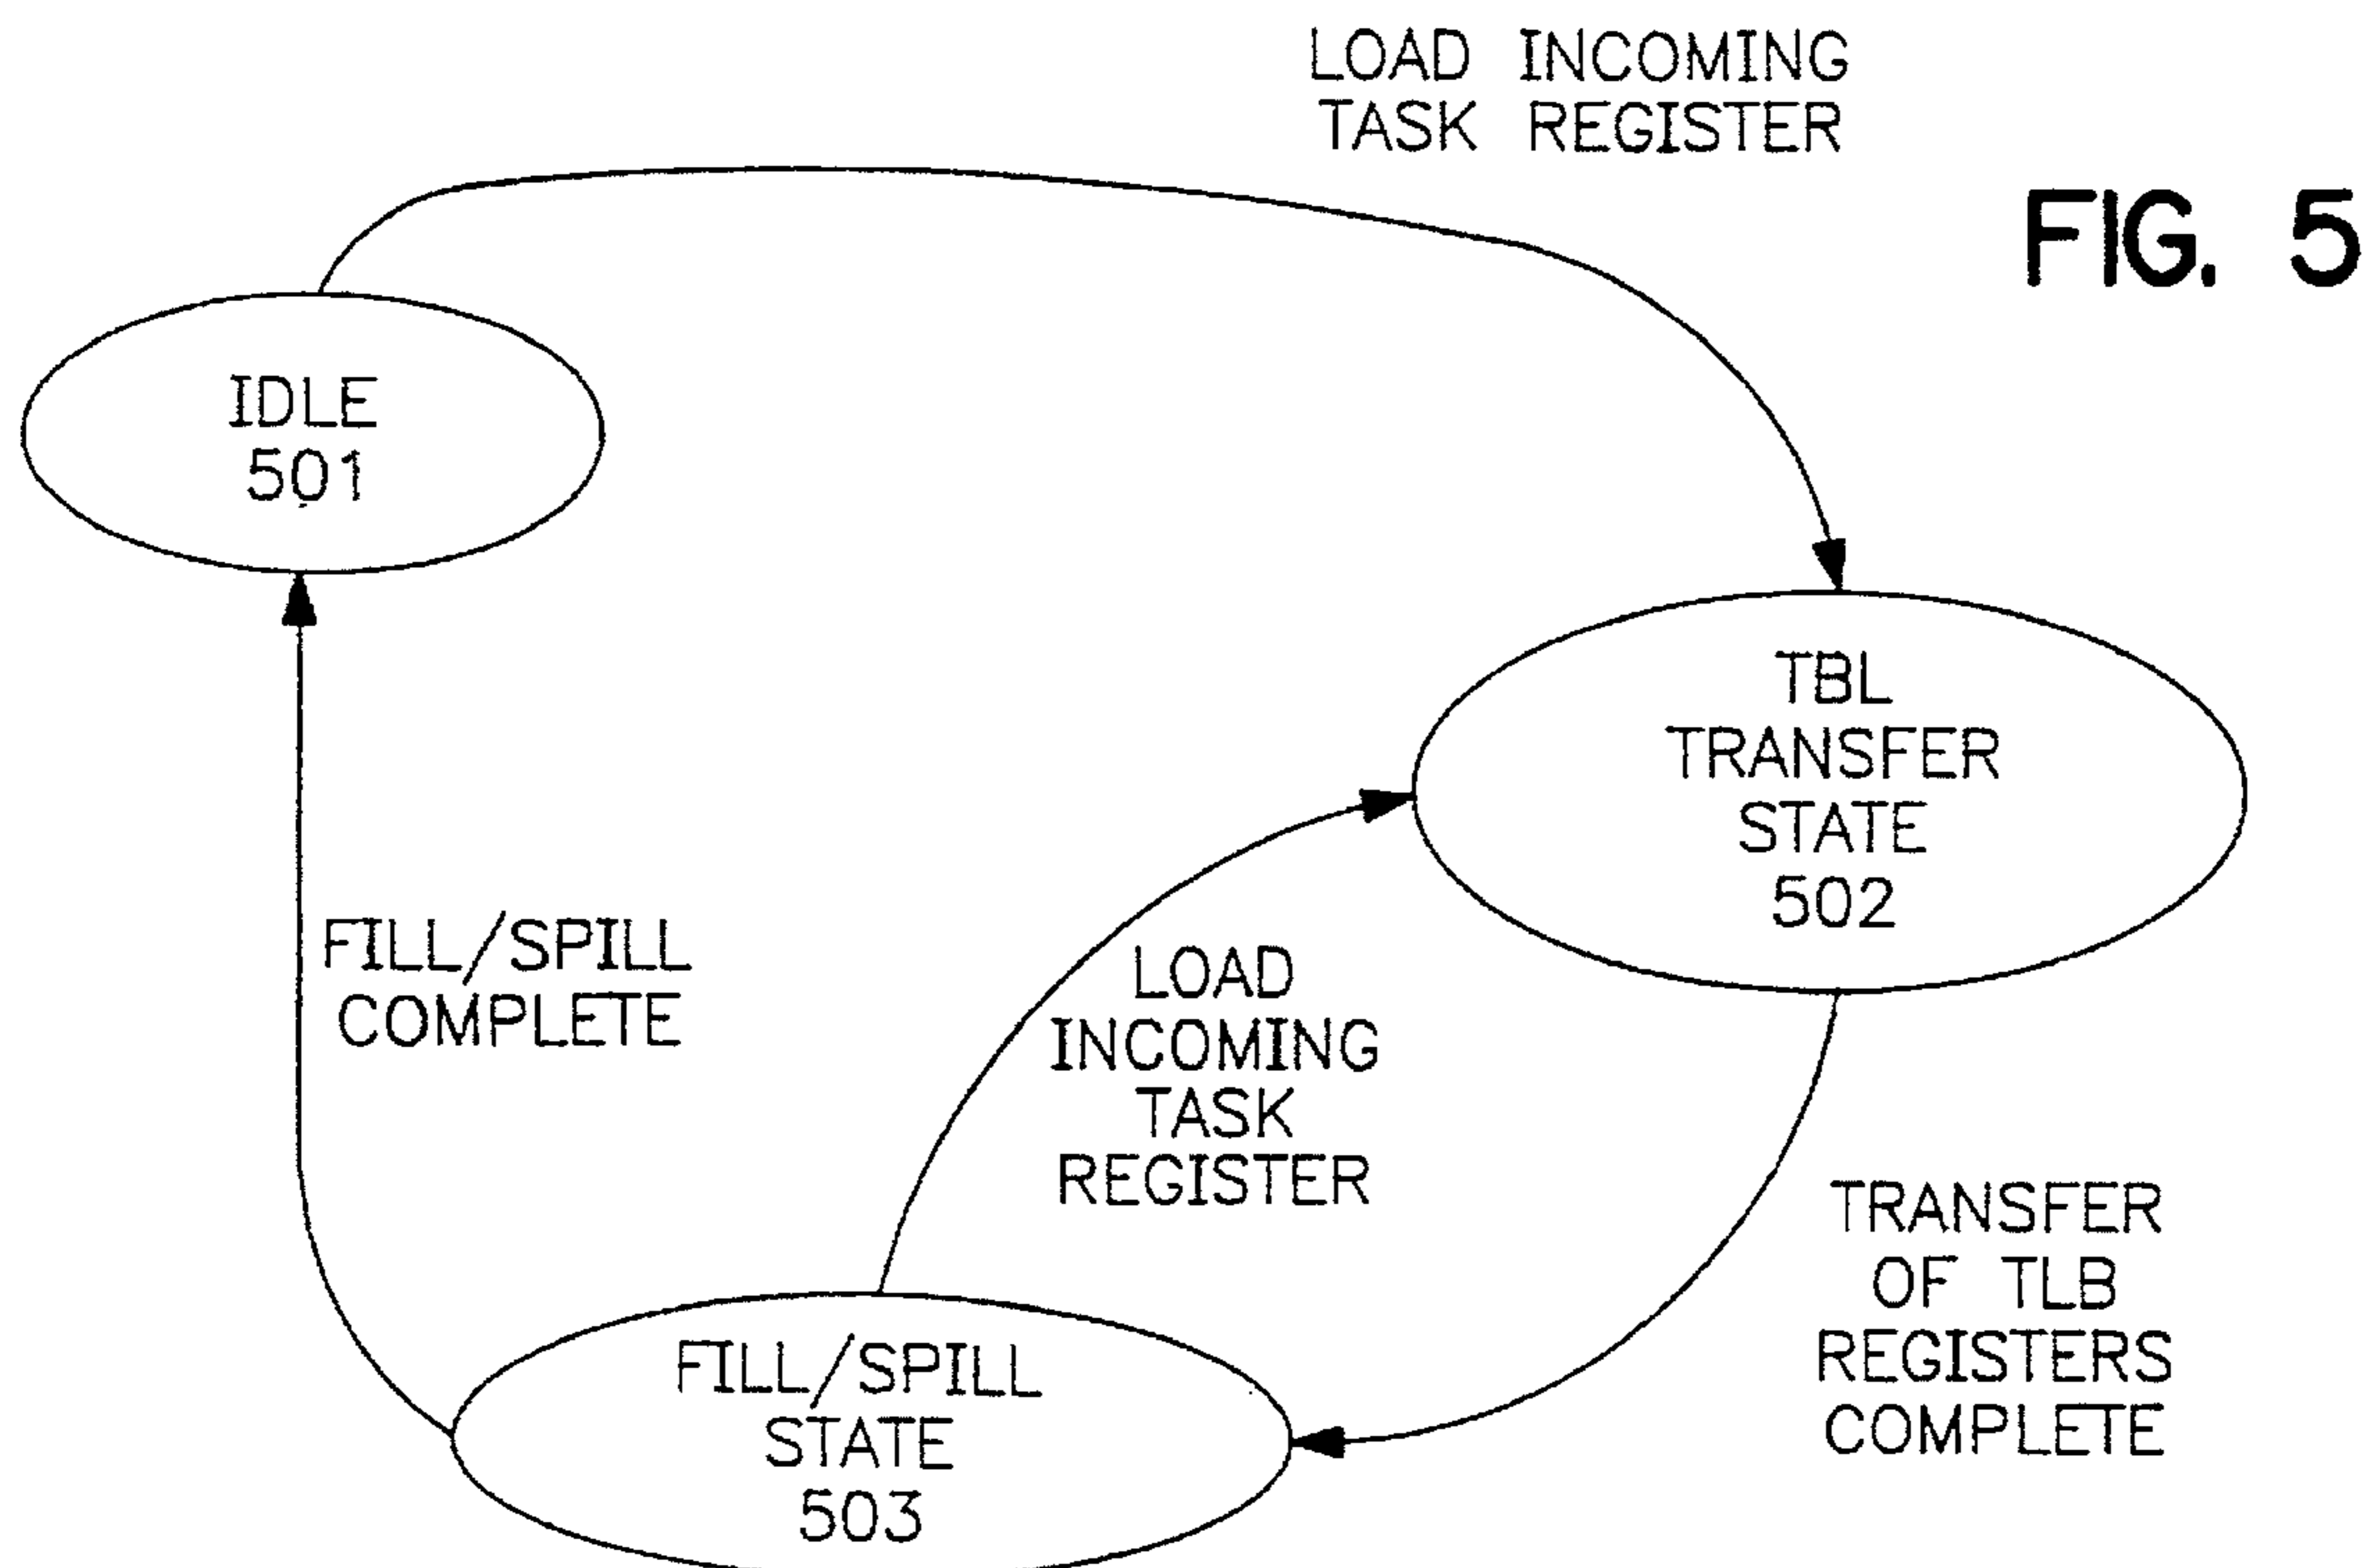 LOAD INCOMING
TASK REGISTER
FIG. 5
IDLE
501
TBL
TRANSFER
STATE
502
FILL/SPILL
COMPLETE
LOAD
INCOMING
TASK
REGISTER
TRANSFER
OF TLB
REGISTERS
COMPLETE
FILL/SPILL
STATE
503